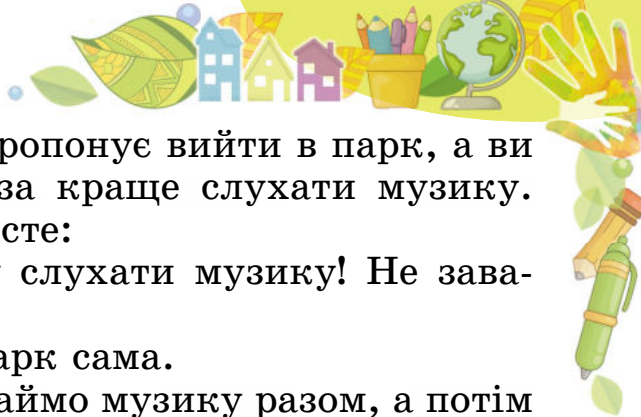 ропонує вийти в парк, а ви
за краще слухати музику.
сте:
слухати музику! Не зава-
арк сама.
аймо музику разом, а потім